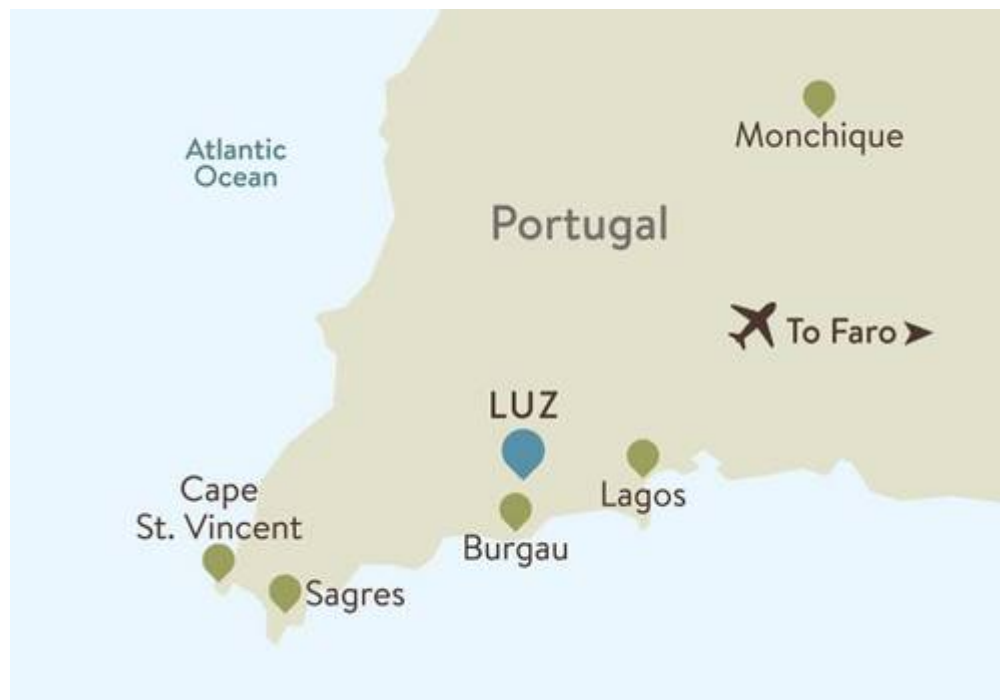 Monchique
Atlantic
Ocean
Portugal
To Faro
LUZ
Lagos
Cape
St. Vincent
Burgau
Sagres